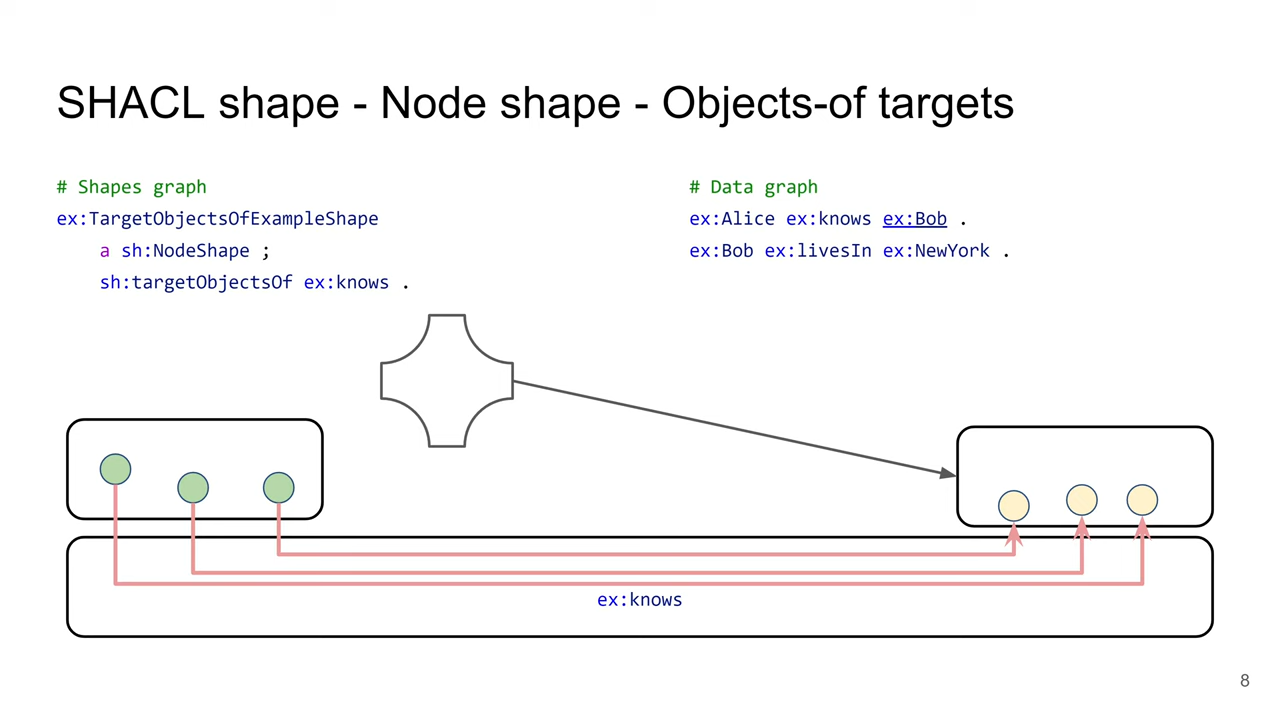 SHACL shape - Node shape - Objects-of targets
# Shapes graph
ex:TargetObjectsOfExampleShape
    a sh:NodeShape ;
    sh:targetObjectsOf ex:knows .
# Data graph
ex:Alice ex:knows ex:Bob .
ex:Bob ex:livesIn ex:NewYork .
ex:knows
8